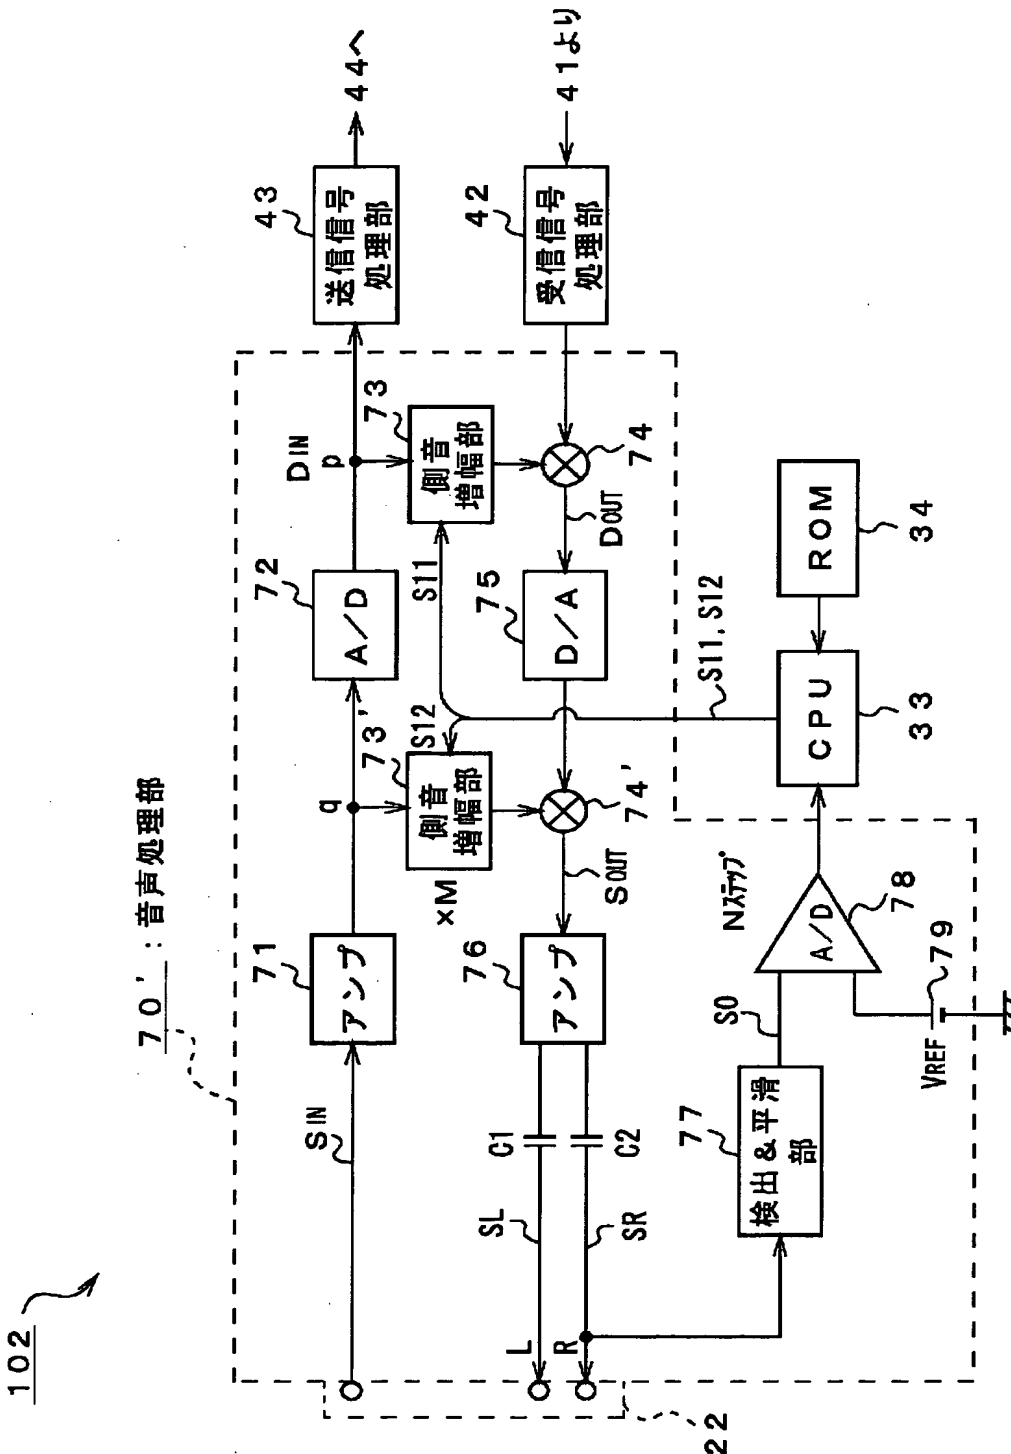 102
70'：音声処理部
22
SIN
71
アンプ
q
72
A/D
DIN
p
43
送信信号
処理部
44へ
73'
側音
増幅部
×M
S12
S11
73
側音
増幅部
L
R
SL
SR
C1
C2
76
アンプ
SOUT
74'
75
D/A
DOUT
74
42
受信信号
処理部
41より
77
検出&平滑
部
S0
Nステップ
A/D
78
VREF
79
S11, S12
CPU
33
ROM
34